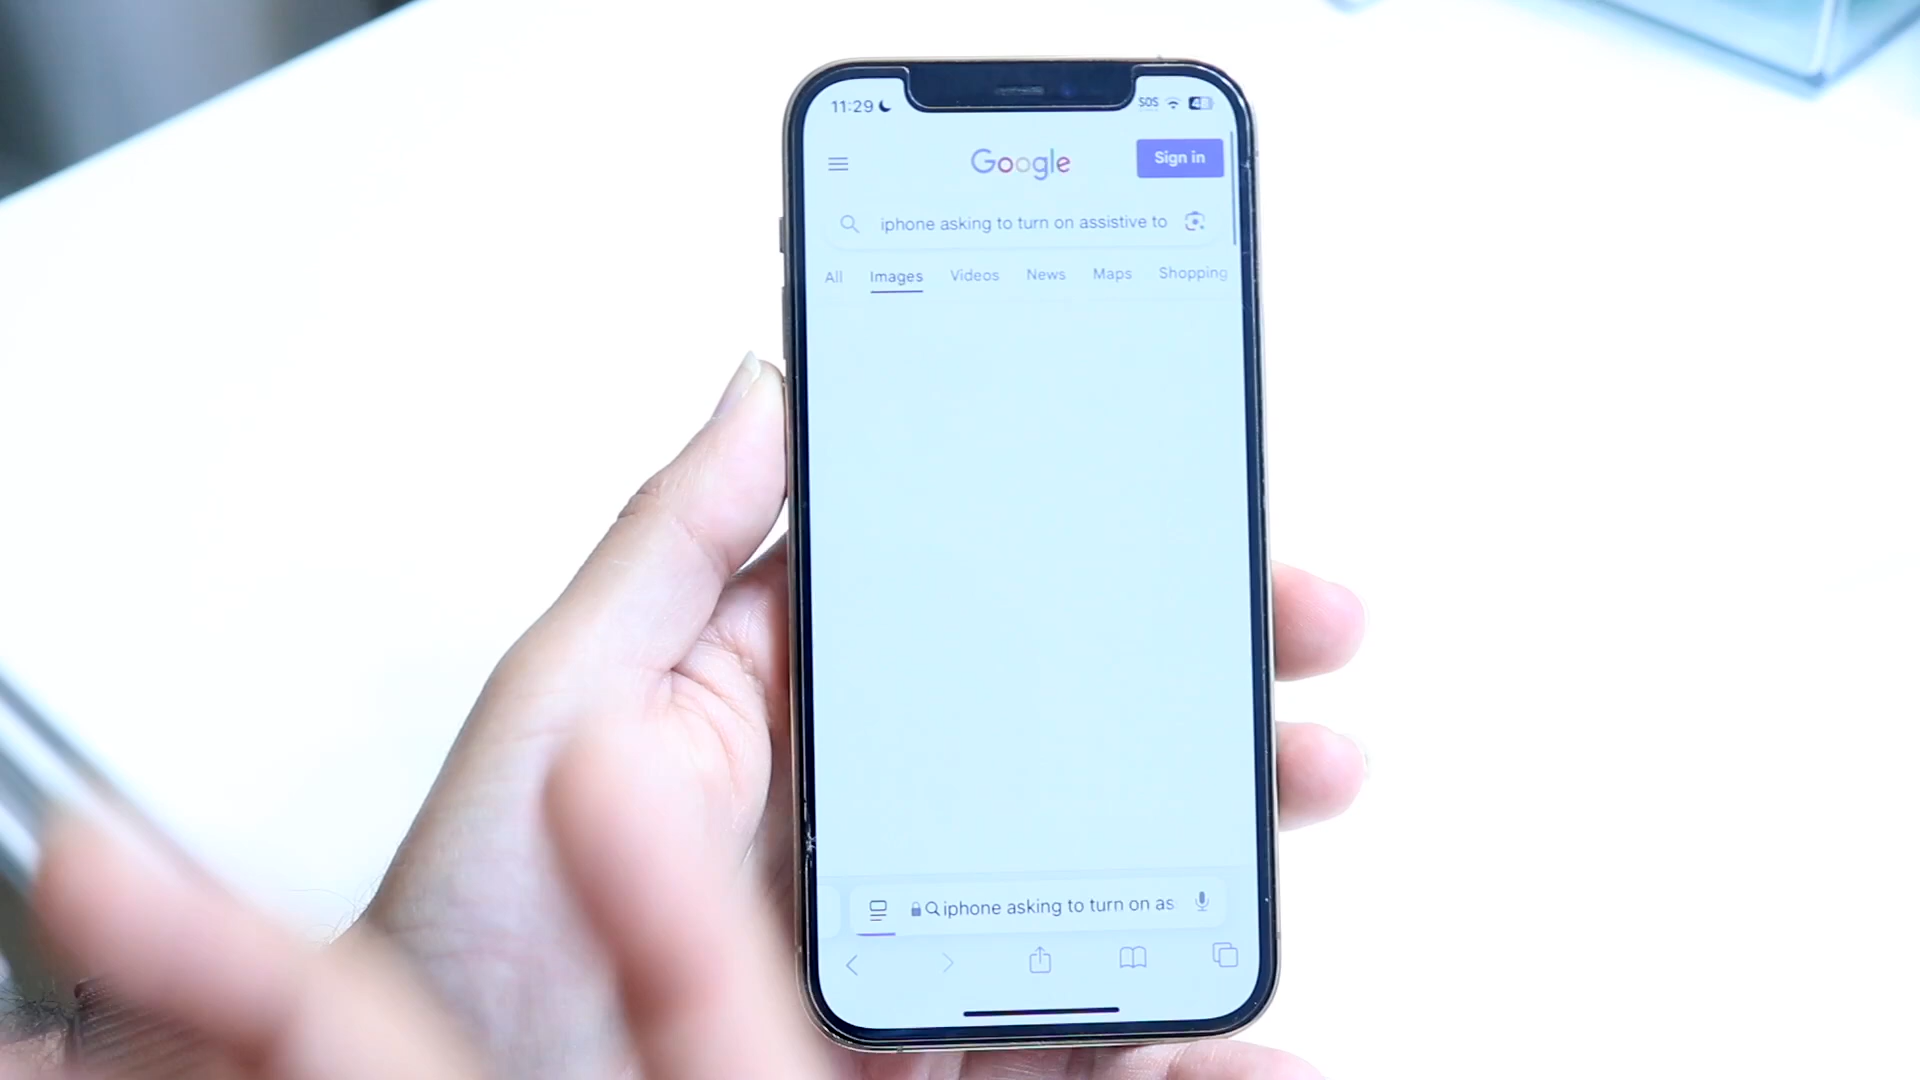 11:29 SOS 48
Google
Sign in
iphone asking to turn on assistive to
All Images Videos News Maps Shopping
iphone asking to turn on as